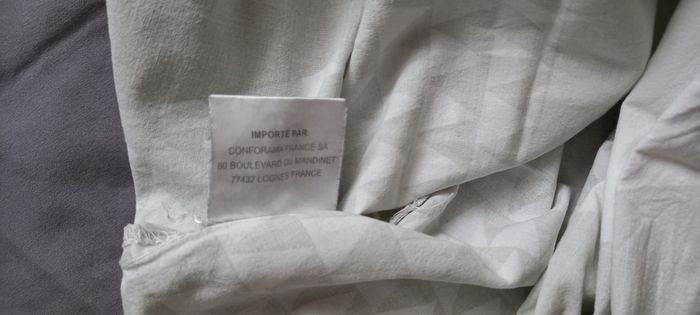 IMPORTÉ PAR:
CONFORAMA FRANCE SA
80 BOULEVARD DU MANDINET
77432 LOGNES FRANCE